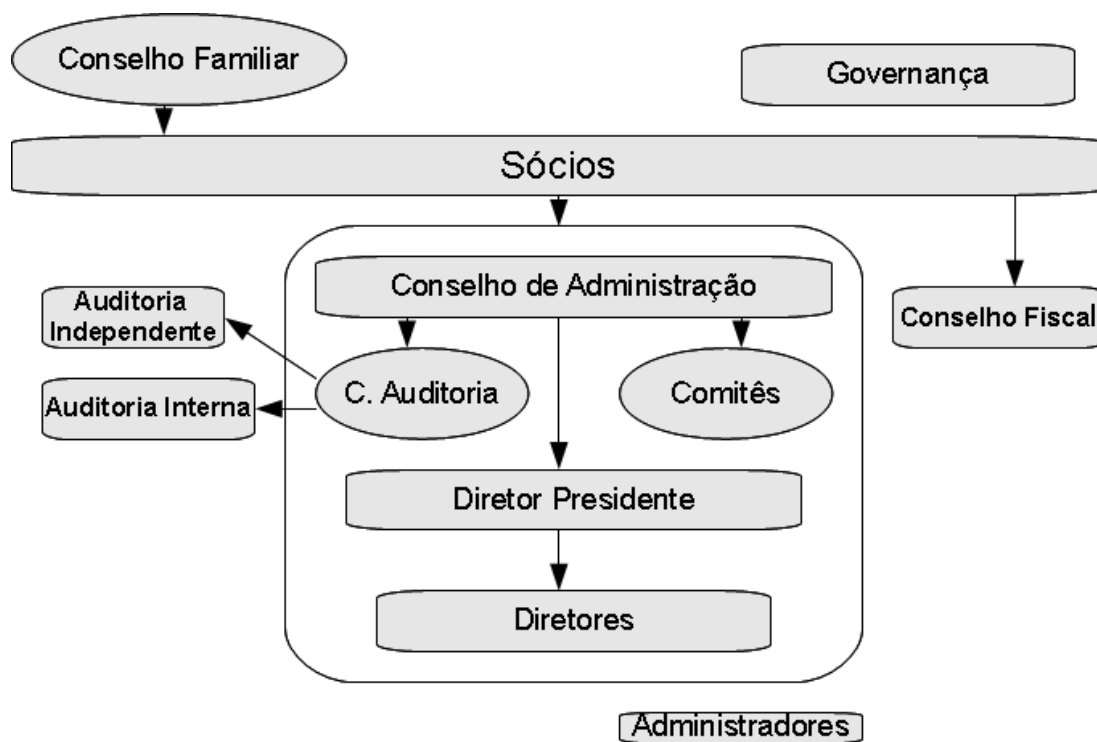 Conselho Familiar
Governança
Sócios
Conselho de Administração
Auditoria
Independente
Conselho Fiscal
C. Auditoria
Comitês
Auditoria Interna
Diretor Presidente
Diretores
Administradores